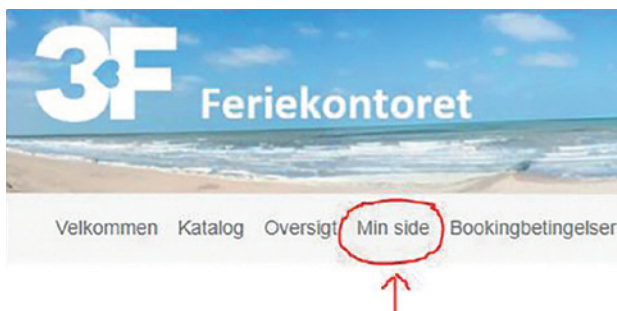 3F
Feriekontoret
Velkommen Katalog Oversigt Min side Bookingbetingelser